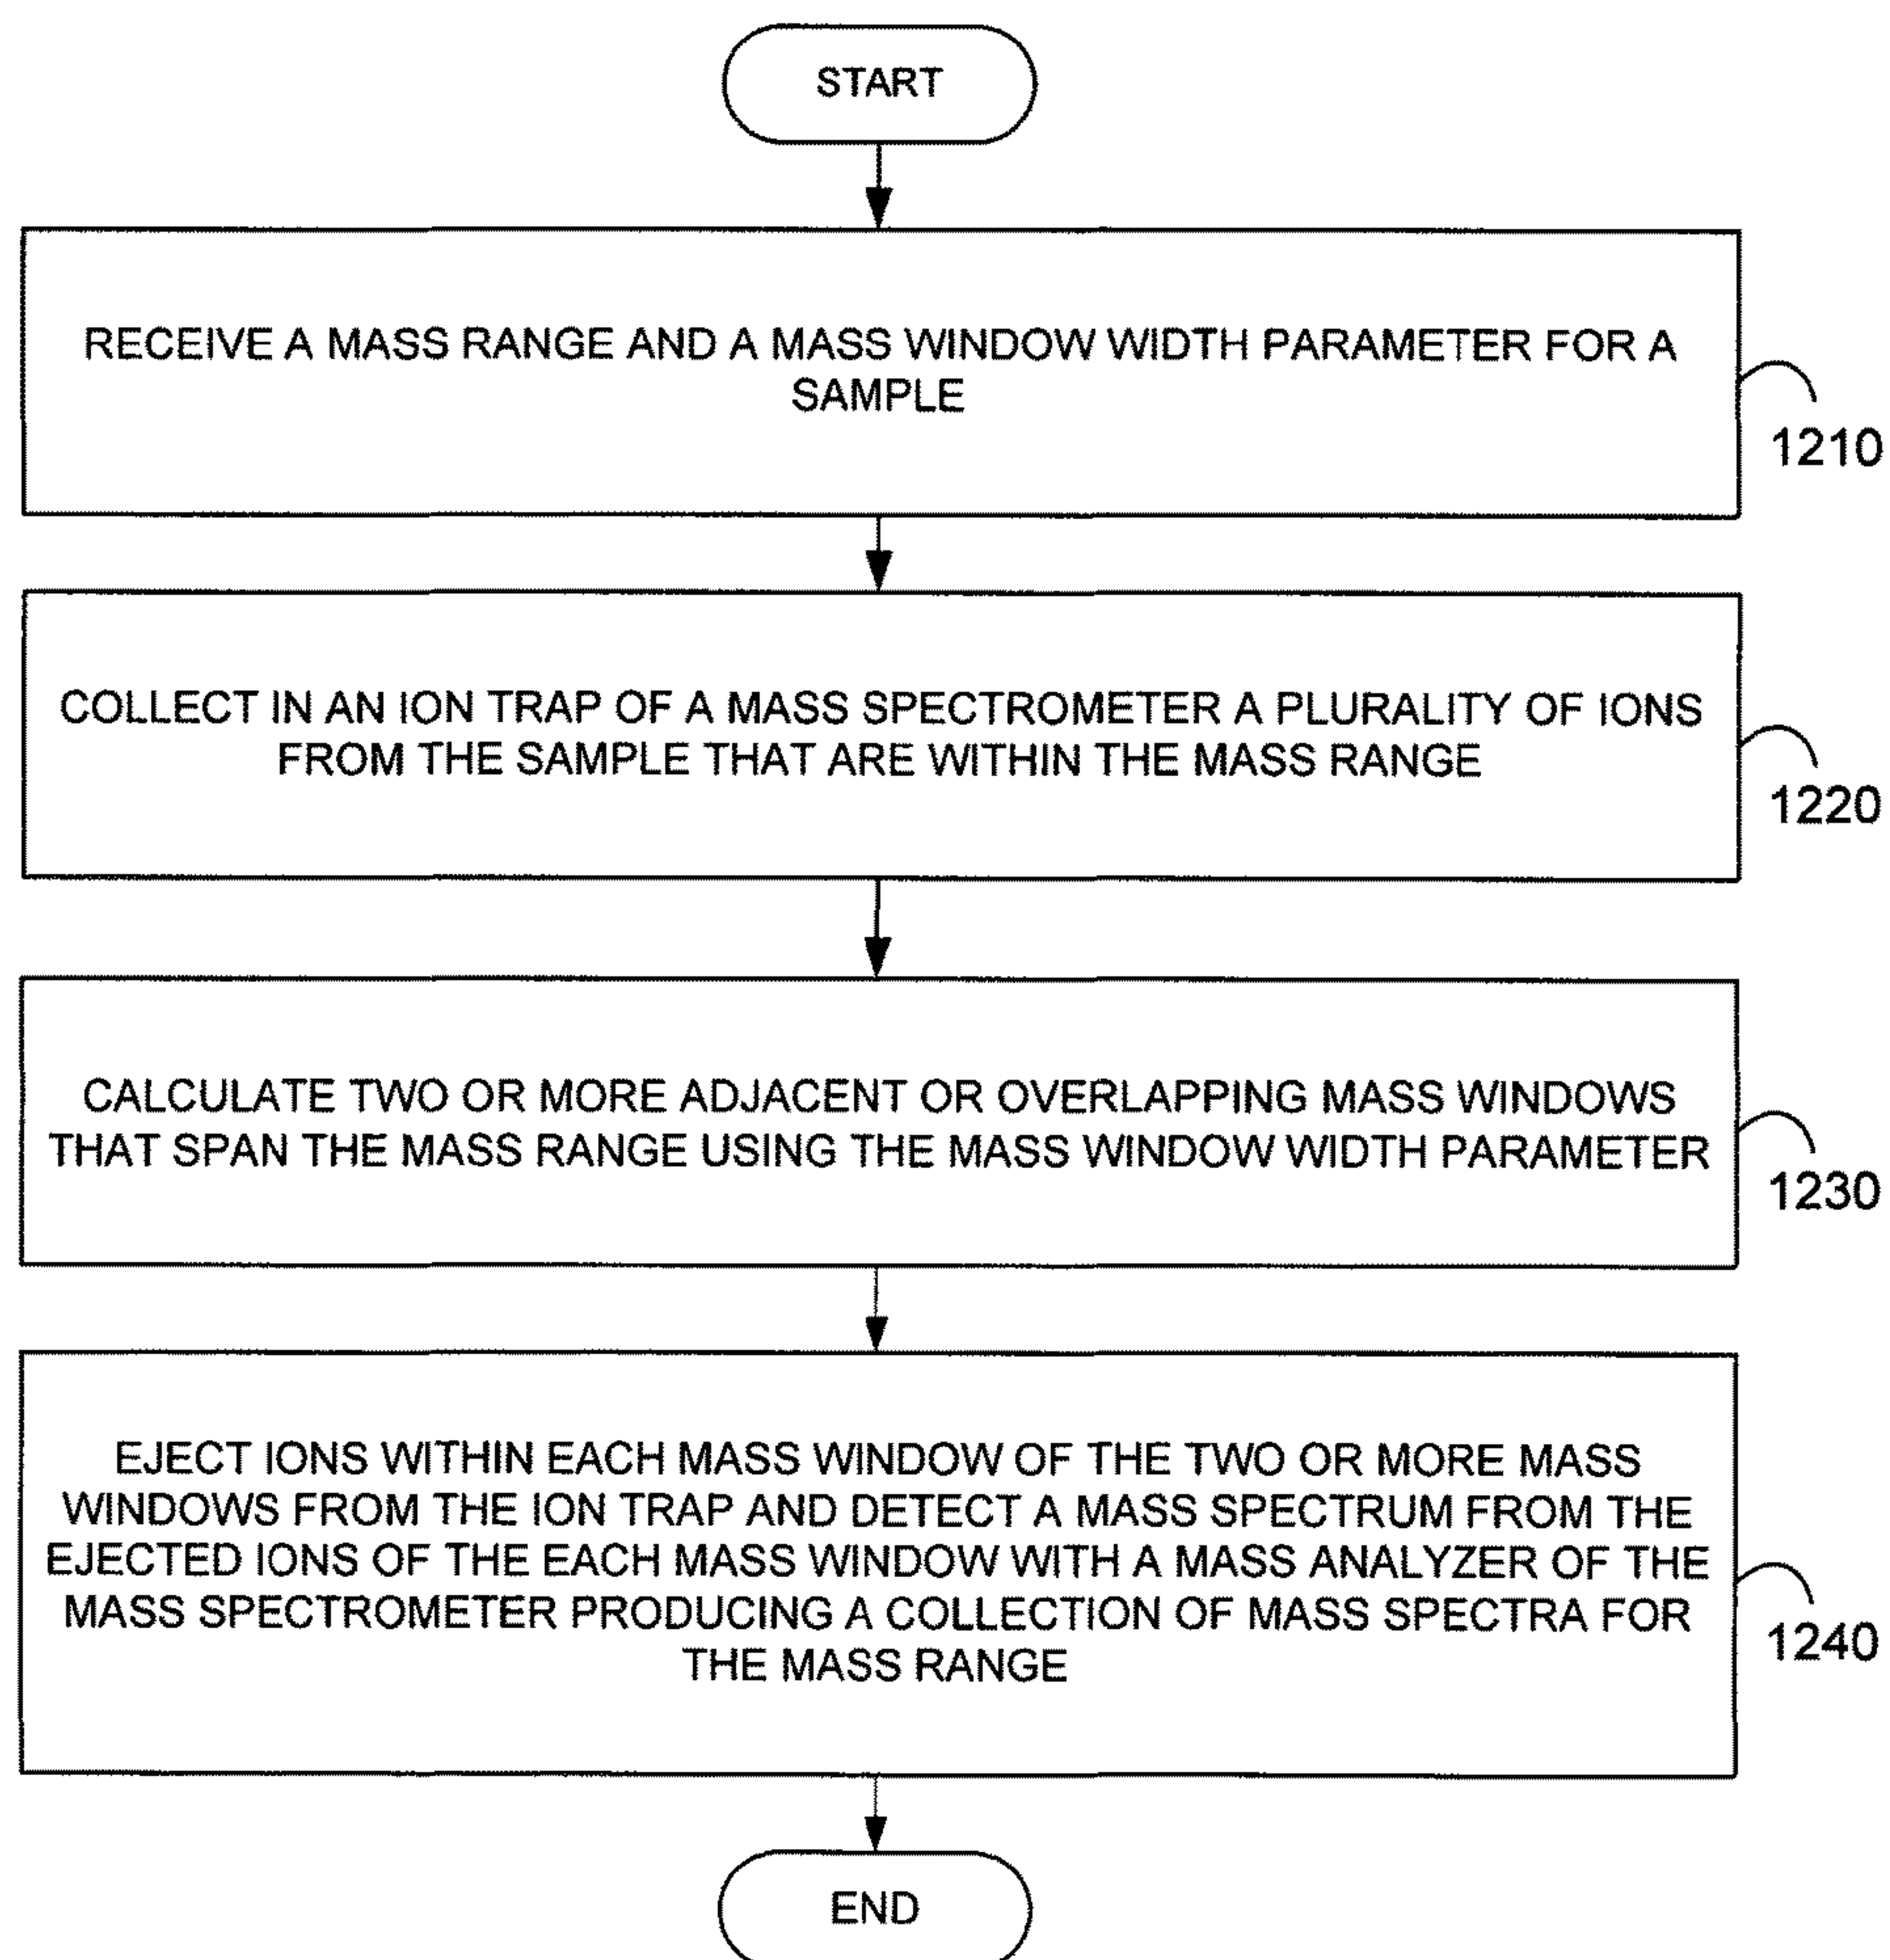 START
RECEIVE A MASS RANGE AND A MASS WINDOW WIDTH PARAMETER FOR A
SAMPLE
1210
COLLECT IN AN ION TRAP OF A MASS SPECTROMETER A PLURALITY OF IONS
FROM THE SAMPLE THAT ARE WITHIN THE MASS RANGE
1220
CALCULATE TWO OR MORE ADJACENT OR OVERLAPPING MASS WINDOWS
THAT SPAN THE MASS RANGE USING THE MASS WINDOW WIDTH PARAMETER
1230
EJECT IONS WITHIN EACH MASS WINDOW OF THE TWO OR MORE MASS
WINDOWS FROM THE ION TRAP AND DETECT A MASS SPECTRUM FROM THE
EJECTED IONS OF THE EACH MASS WINDOW WITH A MASS ANALYZER OF THE
MASS SPECTROMETER PRODUCING A COLLECTION OF MASS SPECTRA FOR
THE MASS RANGE
1240
END